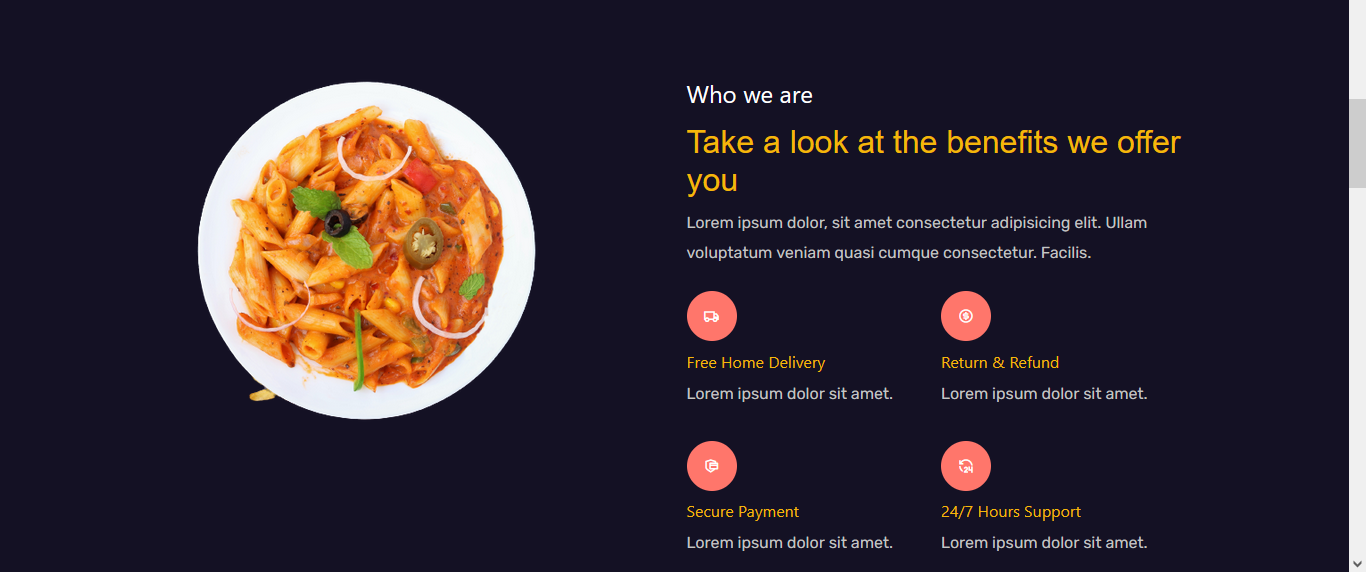 Who we are
Take a look at the benefits we offer
you
Lorem ipsum dolor, sit amet consectetur adipisicing elit. Ullam
voluptatum veniam quasi cumque consectetur. Facilis.
Free Home Delivery
Lorem ipsum dolor sit amet.
Return & Refund
Lorem ipsum dolor sit amet.
24
Secure Payment
Lorem ipsum dolor sit amet.
24/7 Hours Support
Lorem ipsum dolor sit amet.